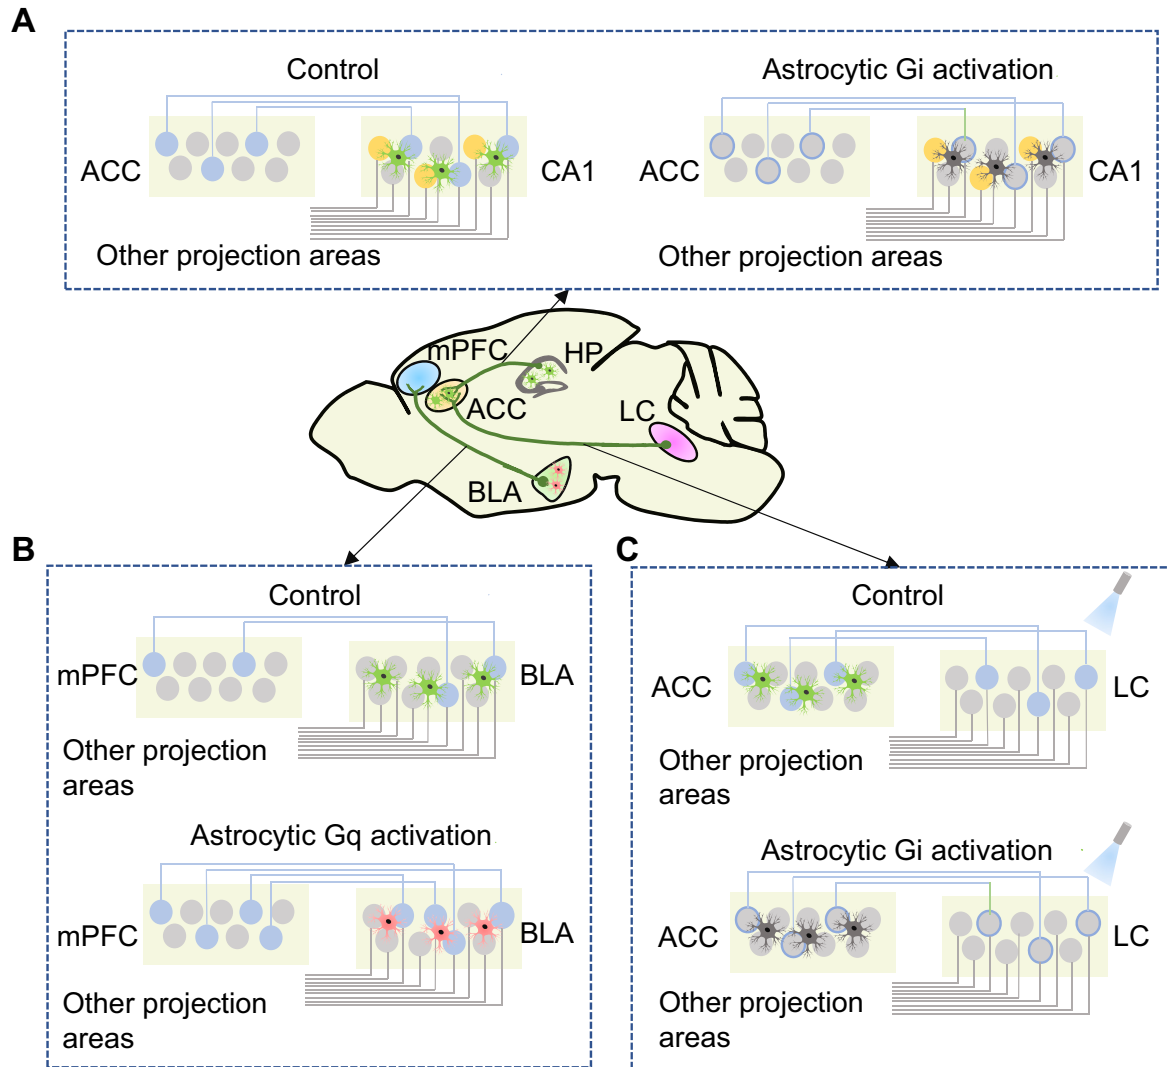 A
Control
ACC
CA1
Other projection areas
Astrocytic Gi activation
ACC
CA1
Other projection areas
mPFC
HP
ACC
LC
BLA
B
Control
mPFC
BLA
Other projection
areas
Astrocytic Gq activation
mPFC
BLA
Other projection
areas
C
Control
ACC
LC
Other projection
areas
Astrocytic Gi activation
ACC
LC
Other projection
areas